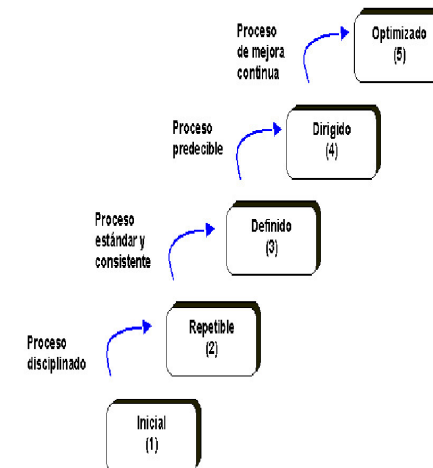 Proceso
de mejora
continua
Optimizado
(5)
Proceso
predecible
Dirigido
(4)
Proceso
estándar y
consistente
Definido
(3)
Proceso
disciplinado
Repetible
(2)
Inicial
(1)